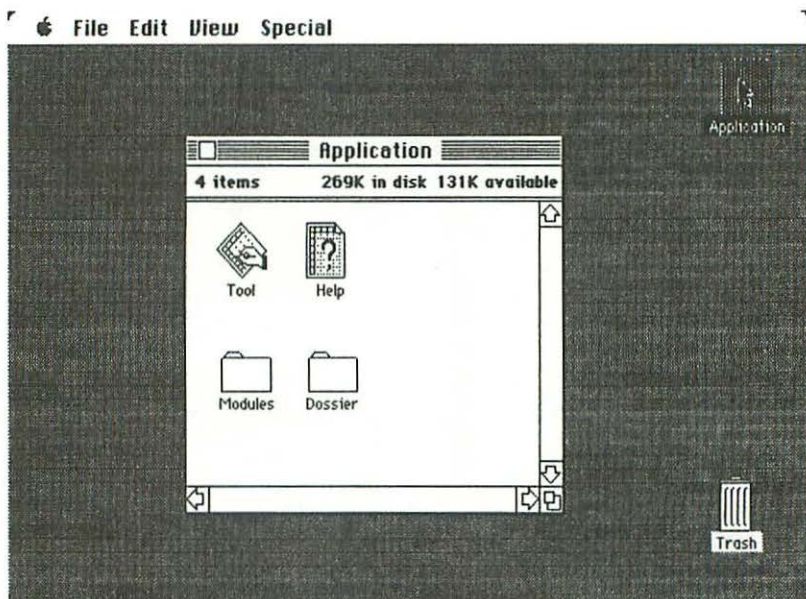 File Edit View Special
Application
Application
4 items 269K in disk 131K available
Tool Help
Modules Dossier
Trash